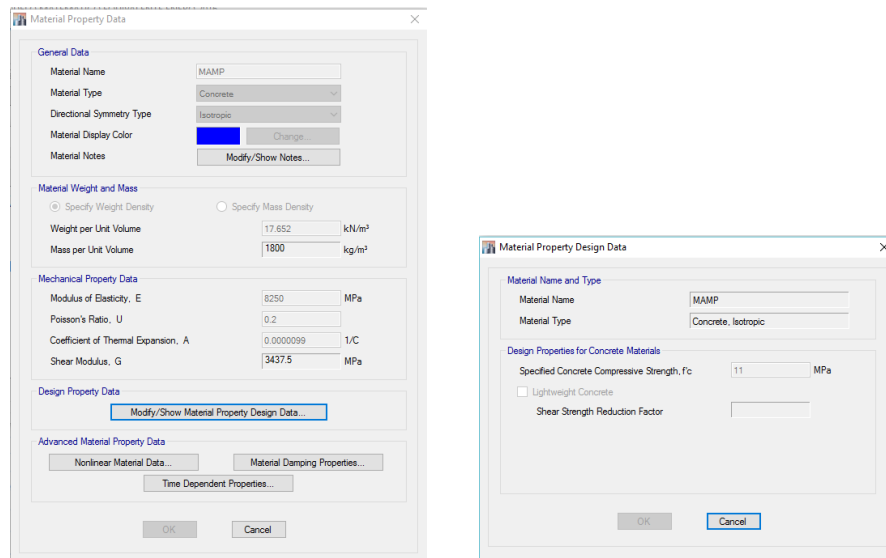 Material Property Data
General Data
Material Name MAMP
Material Type Concrete
Directional Symmetry Type Isotropic
Material Display Color Change...
Material Notes Modify/Show Notes...
Material Weight and Mass
Specify Weight Density Specify Mass Density
Weight per Unit Volume 17.652 kN/m³
Mass per Unit Volume 1800 kg/m³
Mechanical Property Data
Modulus of Elasticity, E 8250 MPa
Poisson's Ratio, U 0.2
Coefficient of Thermal Expansion, A 0.0000099 1/C
Shear Modulus, G 3437.5 MPa
Design Property Data
Modify/Show Material Property Design Data...
Advanced Material Property Data
Nonlinear Material Data... Material Damping Properties...
Time Dependent Properties...
OK Cancel
Material Property Design Data
Material Name and Type
Material Name MAMP
Material Type Concrete, Isotropic
Design Properties for Concrete Materials
Specified Concrete Compressive Strength, f'c 11 MPa
Lightweight Concrete
Shear Strength Reduction Factor
OK Cancel